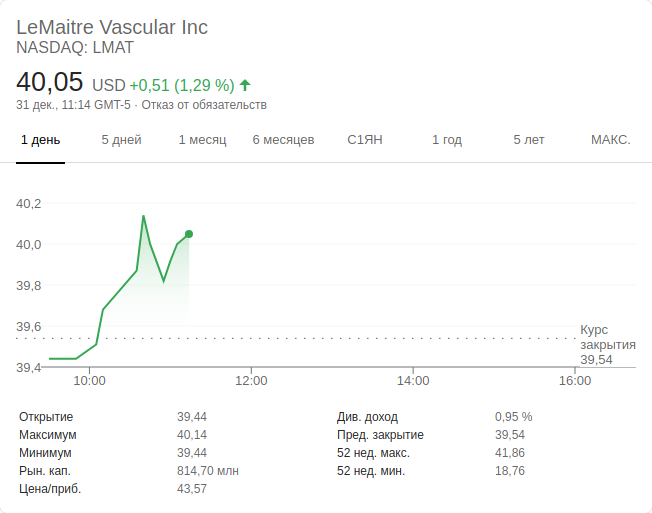 LeMaitre Vascular Inc
NASDAQ: LMAT
40,05 USD +0,51 (1,29 %)
31 дек., 11:14 GMT-5 · Отказ от обязательств
1 день 5 дней 1 месяц 6 месяцев С1ЯН 1 год 5 лет МАКС.
40,2
40,0
39,8
39,6
39,4
Курс
закрытия
39,54
10:00 12:00 14:00 16:00
Открытие 39,44 Див. доход 0,95 %
Максимум 40,14 Пред. закрытие 39,54
Минимум 39,44 52 нед. макс. 41,86
Рын. кап. 814,70 млн 52 нед. мин. 18,76
Цена/приб. 43,57